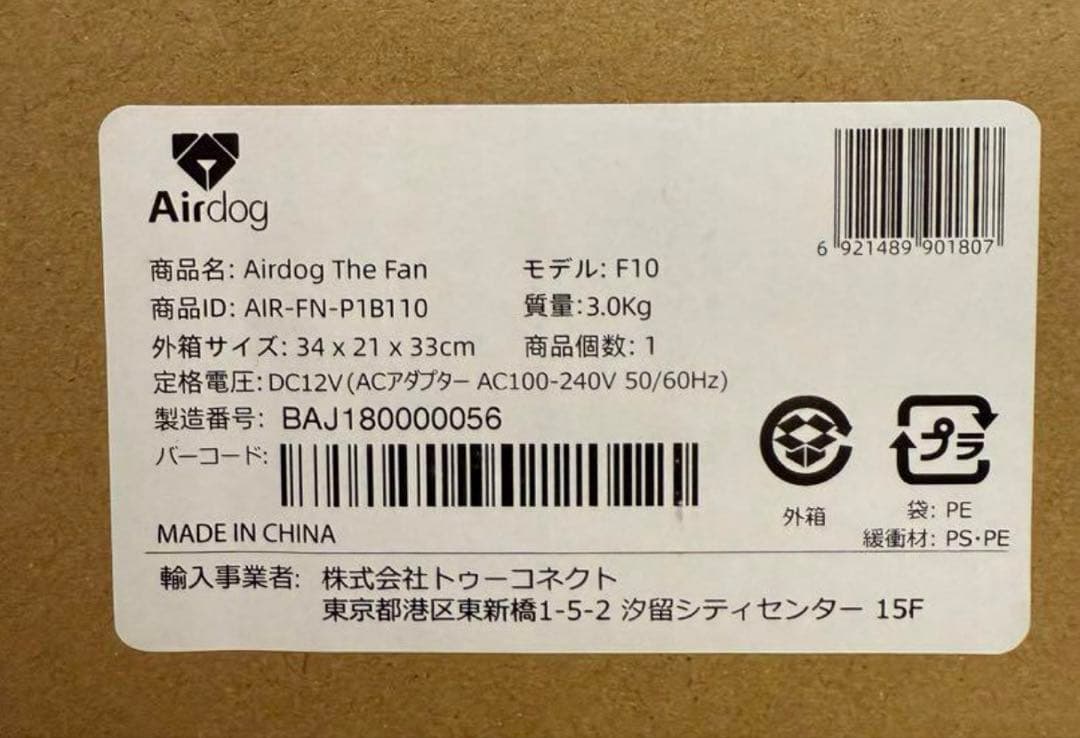 Airdog
6 921489 901807
商品名: Airdog The Fan
モデル: F10
商品ID: AIR-FN-P1B110
質量:3.0Kg
外箱サイズ: 34 x 21 x 33cm
商品個数: 1
定格電圧:DC12V(ACアダプター AC100-240V 50/60Hz)
製造番号: BAJ180000056
バーコード:
プラ
外箱
袋: PE
緩衝材: PS・PE
MADE IN CHINA
輸入事業者: 株式会社トゥーコネクト
東京都港区東新橋1-5-2 汐留シティセンター 15F